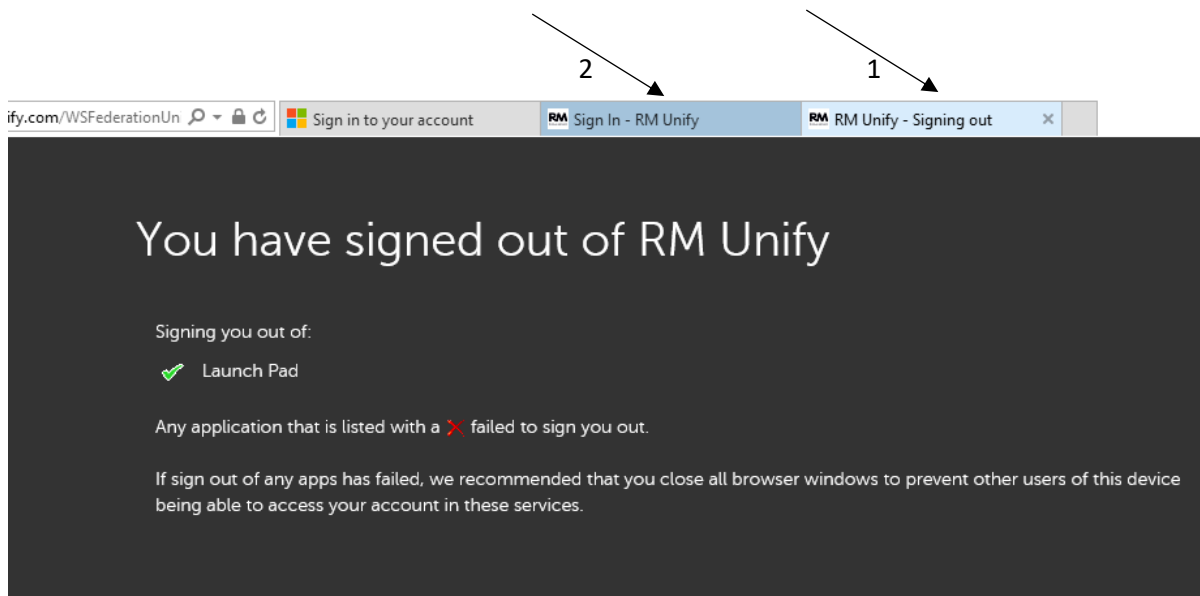 2 1
ify.com/WSFederationUn Sign in to your account RM Sign In - RM Unify RM RM Unify - Signing out
You have signed out of RM Unify
Signing you out of:
Launch Pad
Any application that is listed with a failed to sign you out.
If sign out of any apps has failed, we recommended that you close all browser windows to prevent other users of this device
being able to access your account in these services.